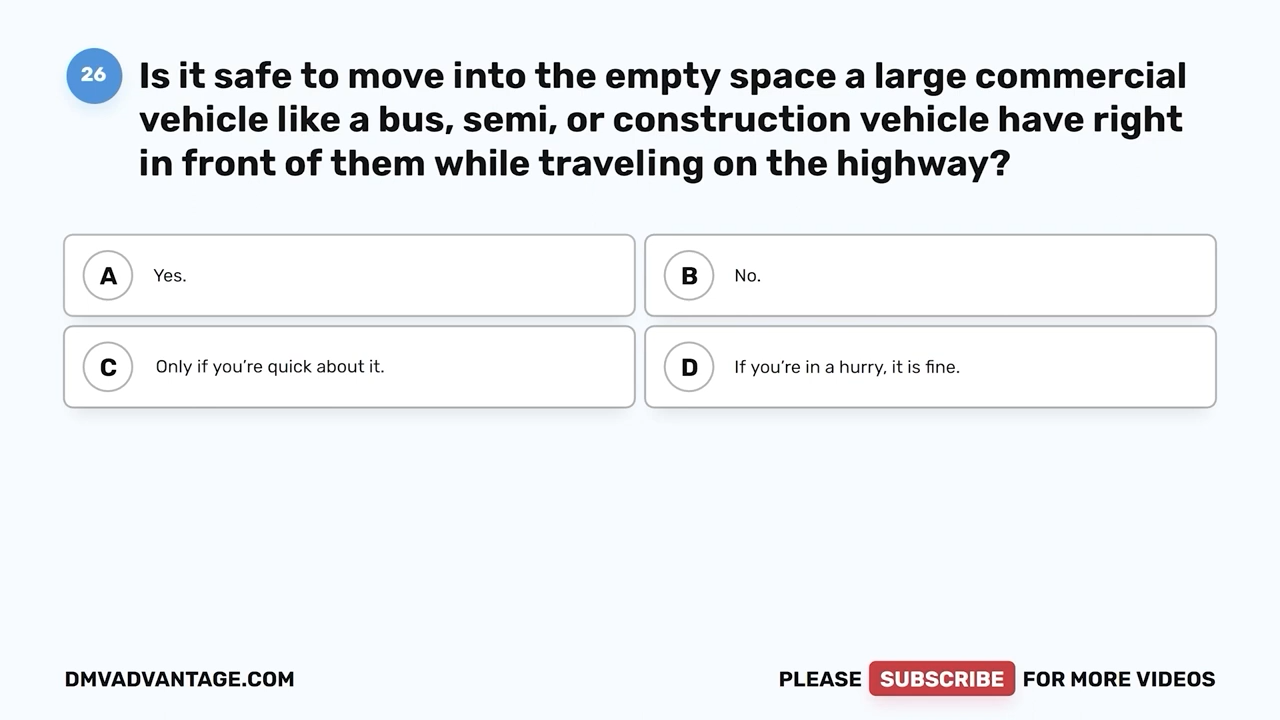 26
Is it safe to move into the empty space a large commercial
vehicle like a bus, semi, or construction vehicle have right
in front of them while traveling on the highway?
A Yes.
B No.
C Only if you’re quick about it.
D If you’re in a hurry, it is fine.
DMVADVANTAGE.COM
PLEASE SUBSCRIBE FOR MORE VIDEOS